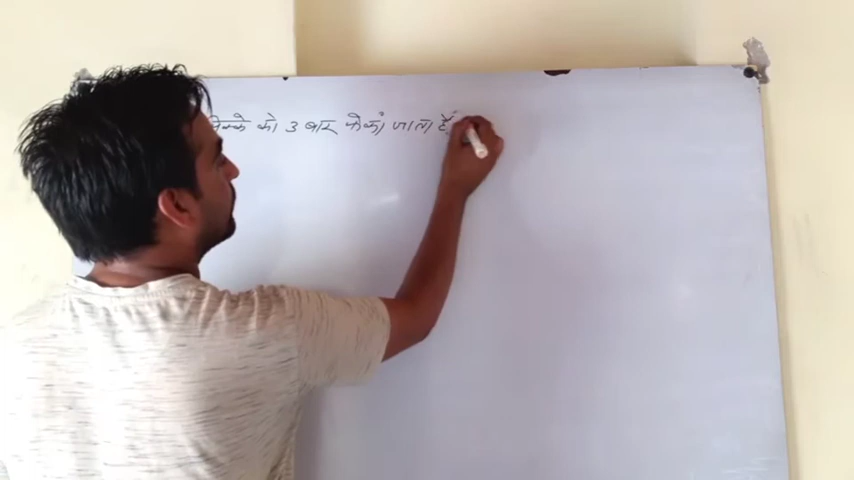 सिक्के को 3 बार फेंका जाता है